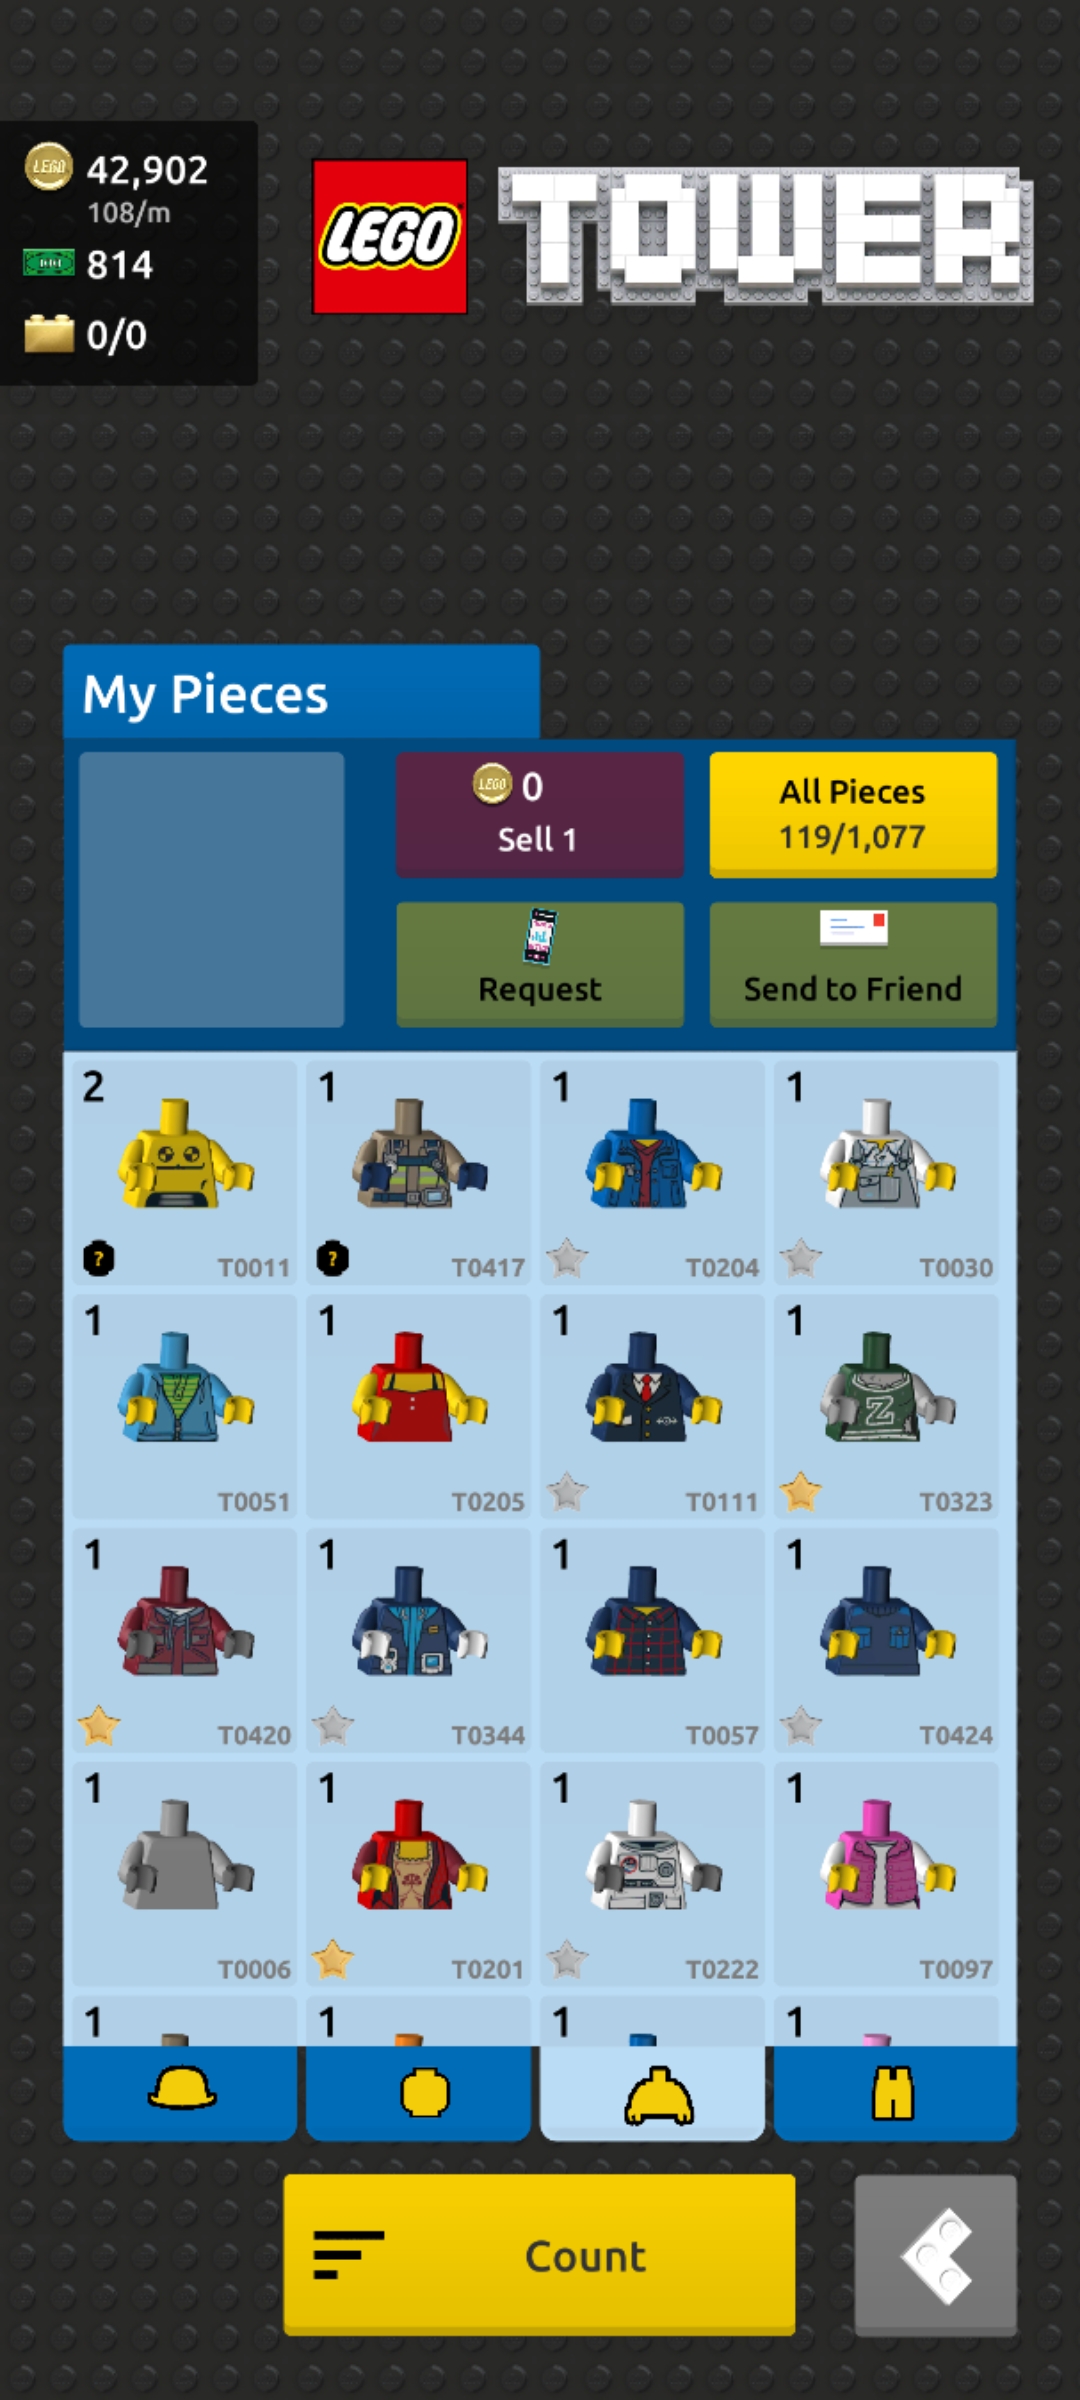 42,902
108/m
814
0/0
LEGO
TOWER
My Pieces
0
Sell 1
All Pieces
119/1,077
Request
Send to Friend
2
T0011
1
T0417
1
T0204
1
T0030
1
T0051
1
T0205
1
T0111
1
Z
T0323
1
T0420
1
T0344
1
T0057
1
T0424
1
T0006
1
T0201
1
T0222
1
T0097
1
1
1
1
Count